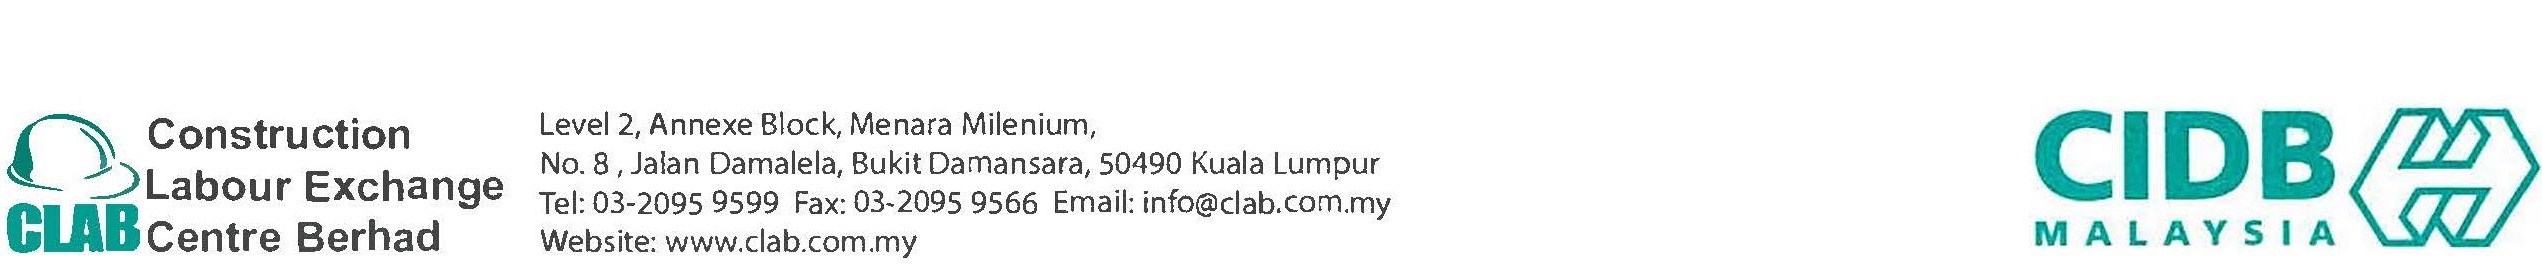 CLAB
Construction
Labour Exchange
Centre Berhad
Level 2, Annexe Block, Menara Milenium,
No. 8 , Jalan Damalela, Bukit Damansara, 50490 Kuala Lumpur
Tel: 03-2095 9599 Fax: 03-2095 9566 Email: info@clab.com.my
Website: www.clab.com.my
CIDB
MALAYSIA